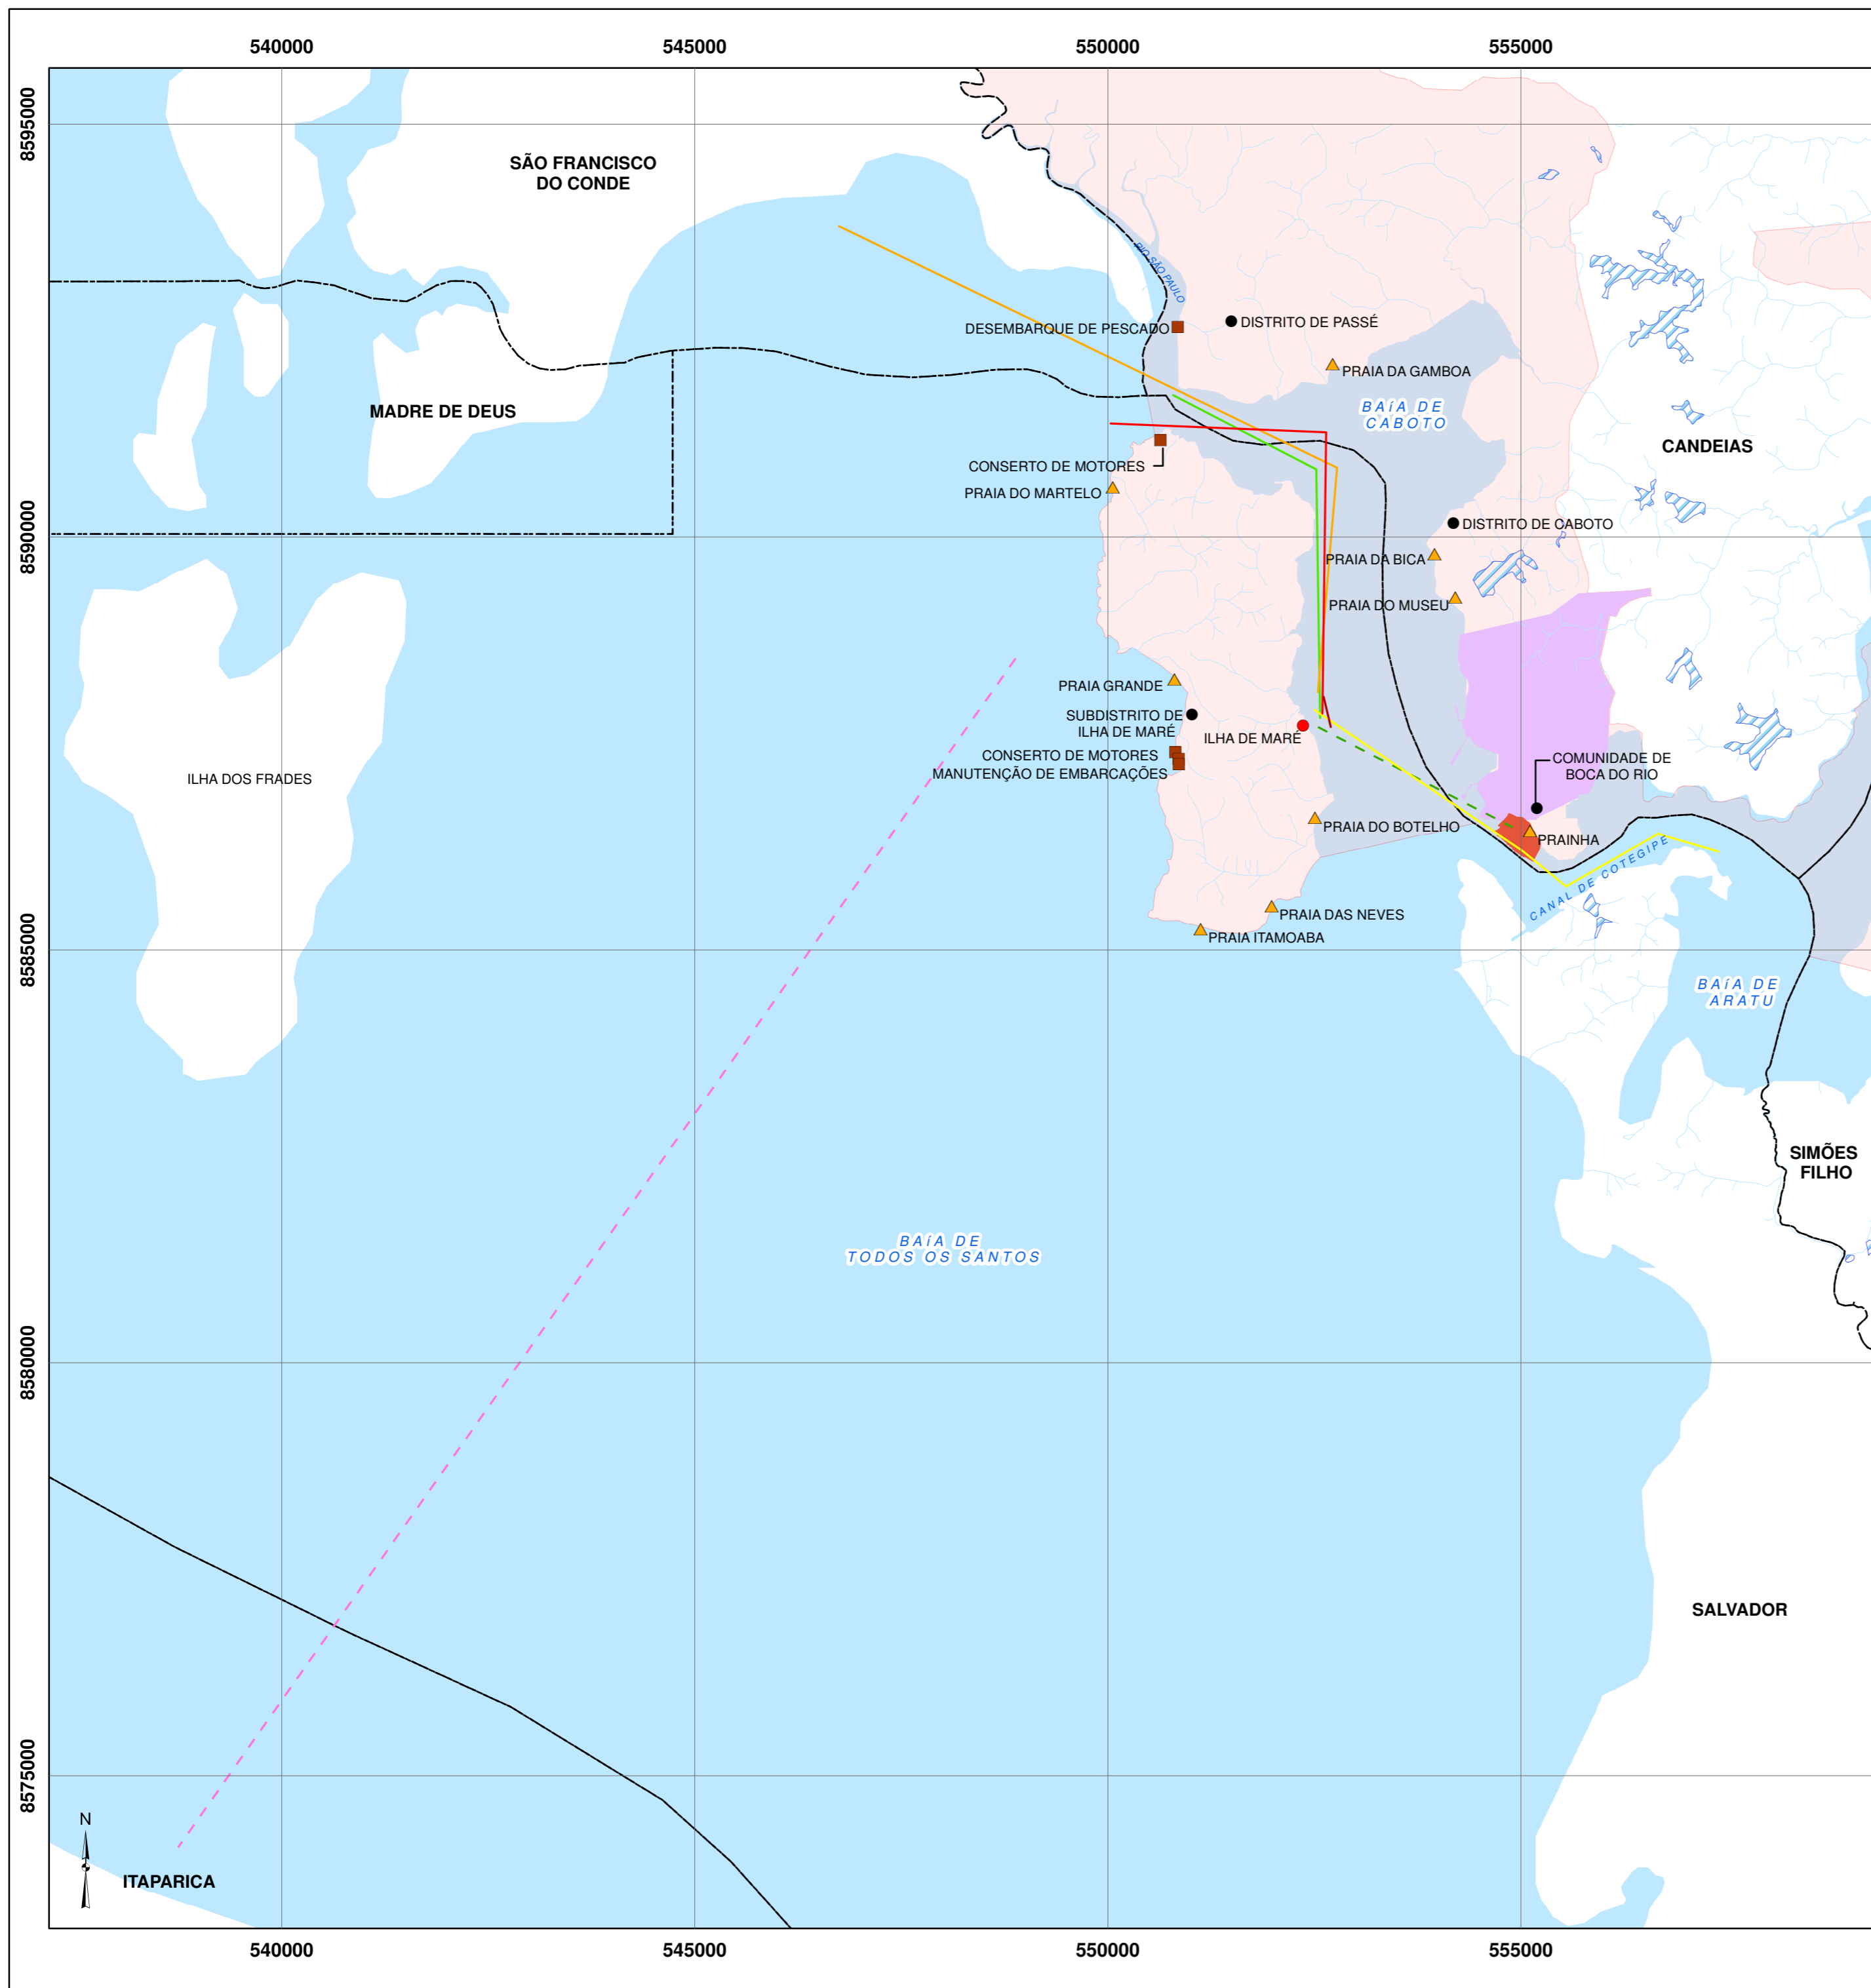 540000
545000
550000
555000
8595000
SÃO FRANCISCO
DO CONDE
RIO SÃO PAULO
DESEMBARQUE DE PESCADO
DISTRITO DE PASSÉ
PRAIA DA GAMBOA
MADRE DE DEUS
BAíA DE
CABOTO
CANDEIAS
CONSERTO DE MOTORES
PRAIA DO MARTELO
8590000
DISTRITO DE CABOTO
PRAIA DA BICA
PRAIA DO MUSEU
PRAIA GRANDE
SUBDISTRITO DE
ILHA DE MARÉ
ILHA DE MARÉ
CONSERTO DE MOTORES
MANUTENÇÃO DE EMBARCAÇÕES
COMUNIDADE DE
BOCA DO RIO
ILHA DOS FRADES
PRAIA DO BOTELHO
PRAINHA
CANAL DE COTEGIPE
PRAIA DAS NEVES
PRAIA ITAMOABA
8585000
BAíA DE
ARATU
SIMÕES
FILHO
BAíA DE
TODOS OS SANTOS
8580000
SALVADOR
8575000
N
ITAPARICA
540000
545000
550000
555000